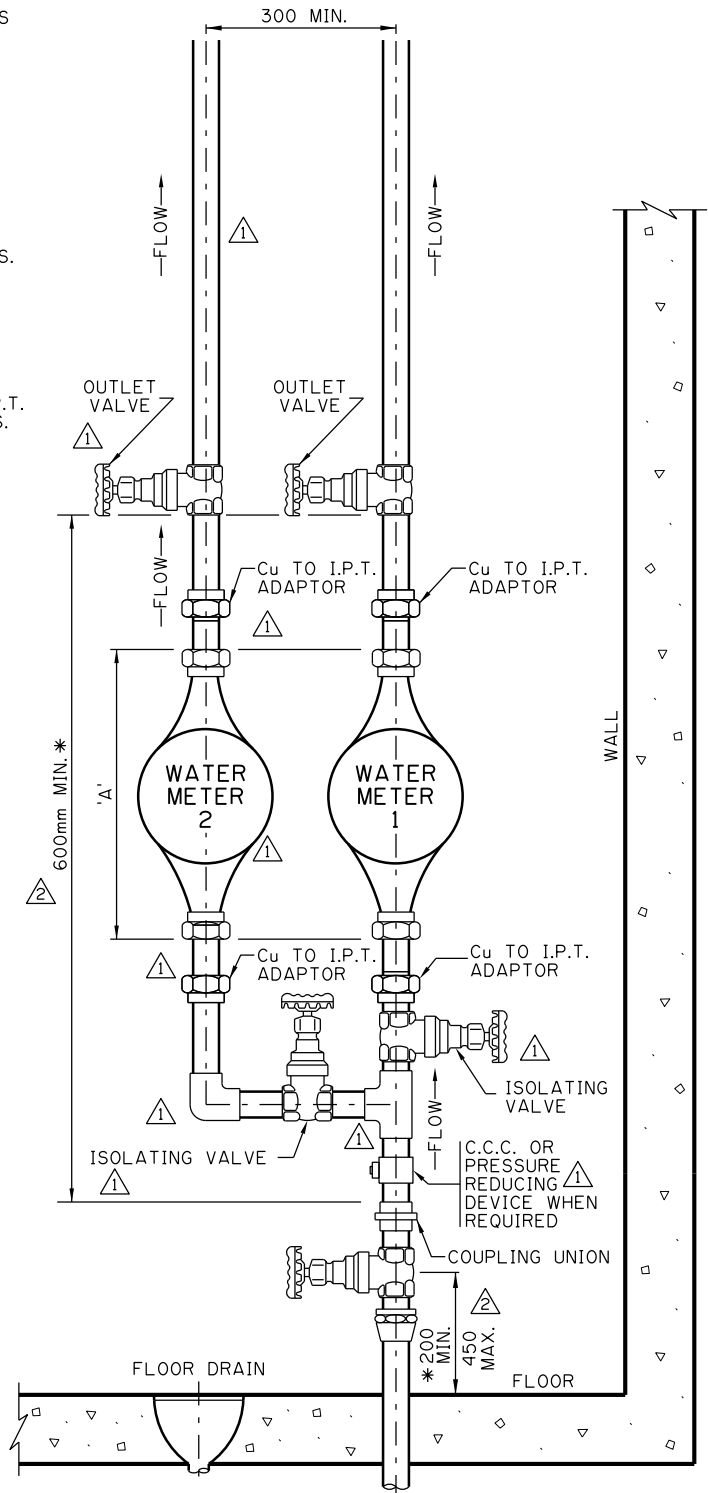 S
300 MIN.
FLOW
FLOW
1
S.
P.T.
S.
OUTLET
VALVE
OUTLET
VALVE
1
FLOW
Cu TO I.P.T.
ADAPTOR
Cu TO I.P.T.
ADAPTOR
1
WALL
600mm MIN.*
2
'A'
WATER
METER
2
WATER
METER
1
1
1
Cu TO I.P.T.
ADAPTOR
Cu TO I.P.T.
ADAPTOR
1
ISOLATING
VALVE
1
1
FLOW
ISOLATING VALVE
1
C.C.C. OR
PRESSURE
REDUCING
DEVICE WHEN
REQUIRED
1
COUPLING UNION
2
*200
MIN.
450
MAX.
FLOOR DRAIN
FLOOR